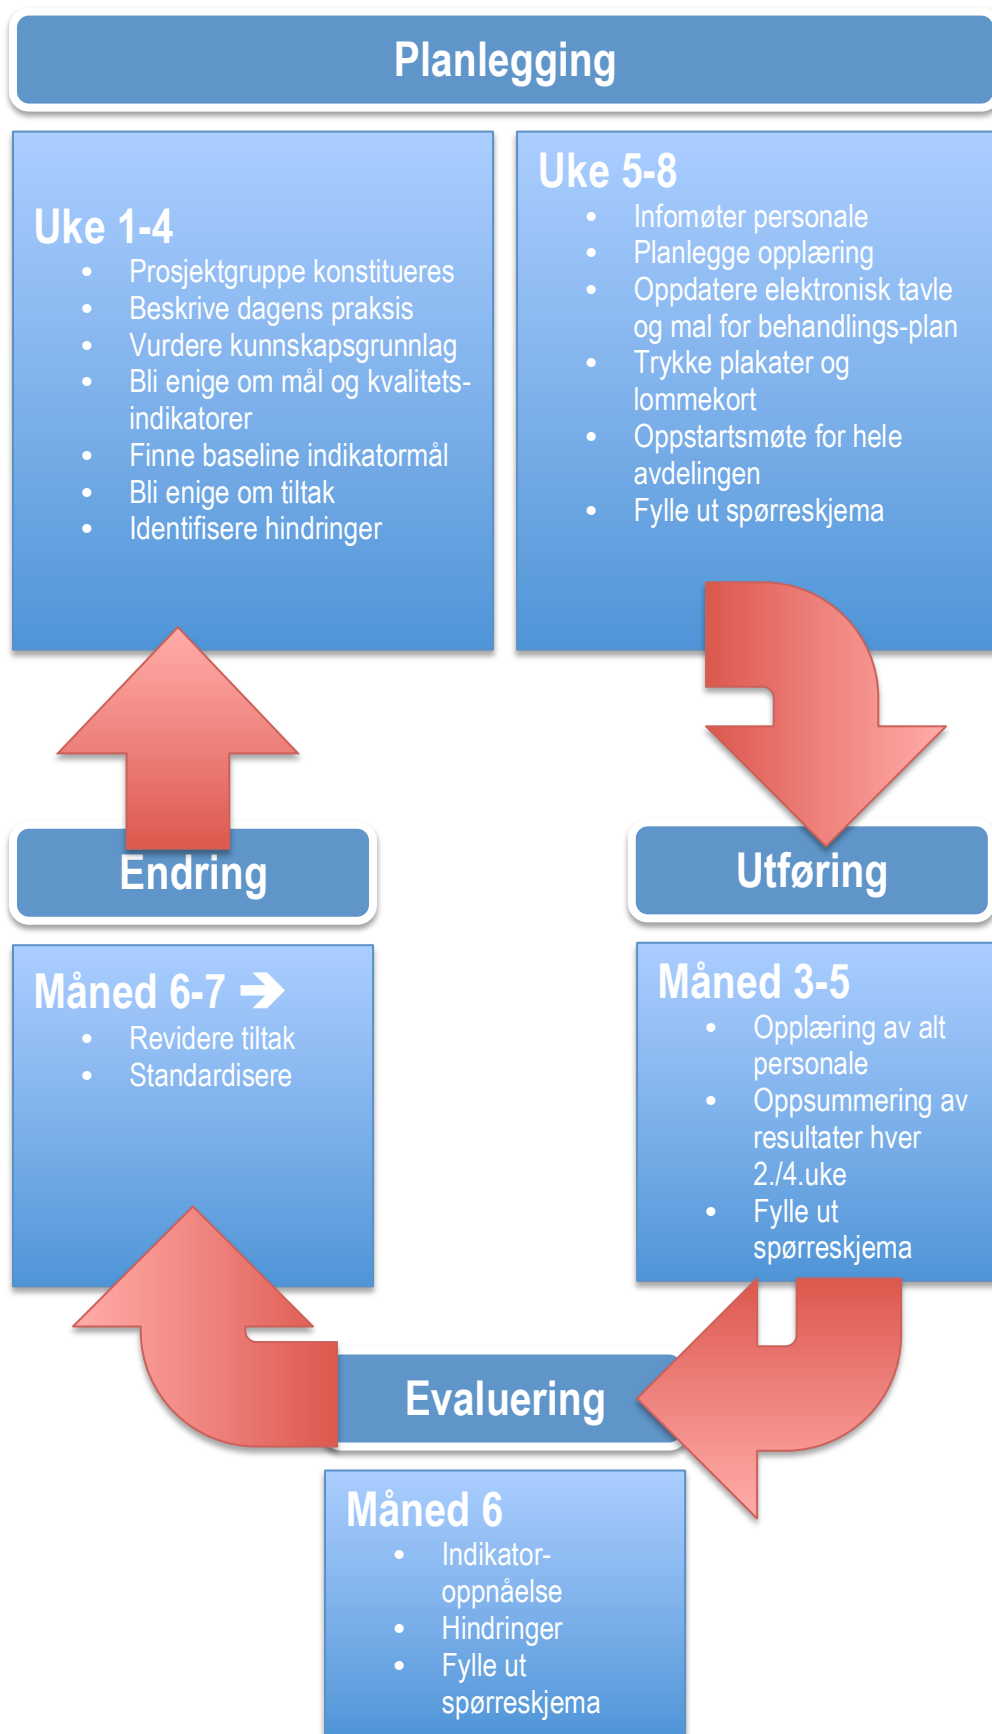 Planlegging
Uke 1-4
• Prosjektgruppe konstitueres
• Beskrive dagens praksis
• Vurdere kunnskapsgrunnlag
• Bli enige om mål og kvalitets-
indikatorer
• Finne baseline indikatormål
• Bli enige om tiltak
• Identifisere hindringer
Uke 5-8
• Infomøter personale
• Planlegge opplæring
• Oppdatere elektronisk tavle
og mal for behandlings-plan
• Trykke plakater og
lommekort
• Oppstartsmøte for hele
avdelingen
• Fylle ut spørreskjema
Utføring
Måned 3-5
• Opplæring av alt
personale
• Oppsummering av
resultater hver
2./4.uke
• Fylle ut
spørreskjema
Evaluering
Måned 6
• Indikator-
oppnåelse
• Hindringer
• Fylle ut
spørreskjema
Endring
Måned 6-7 ➔
• Revidere tiltak
• Standardisere